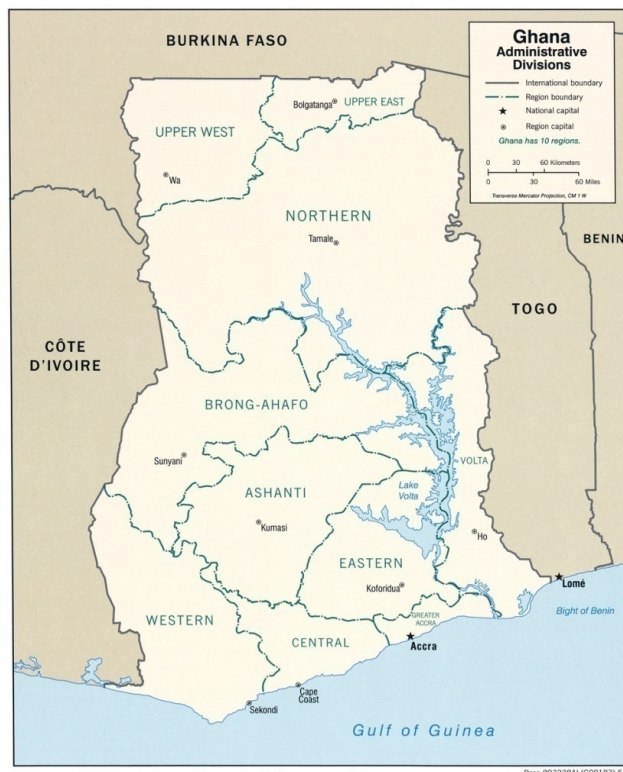 Ghana
Administrative
Divisions
International boundary
Region boundary
National capital
Region capital
Ghana has 10 regions.
0 30 60 Kilometers
0 30 60 Miles
Transverse Mercator Projection, CM 1 W
BURKINA FASO
UPPER EAST
Bolgatanga
UPPER WEST
Wa
NORTHERN
Tamale
BENIN
TOGO
CÔTE
D'IVOIRE
BRONG-AHAFO
Sunyani
VOLTA
ASHANTI
Lake
Volta
Kumasi
Ho
EASTERN
Koforidua
Volta
Lomé
WESTERN
GREATER
ACCRA
Bight of Benin
CENTRAL
Accra
Cape
Coast
Sekondi
Gulf of Guinea